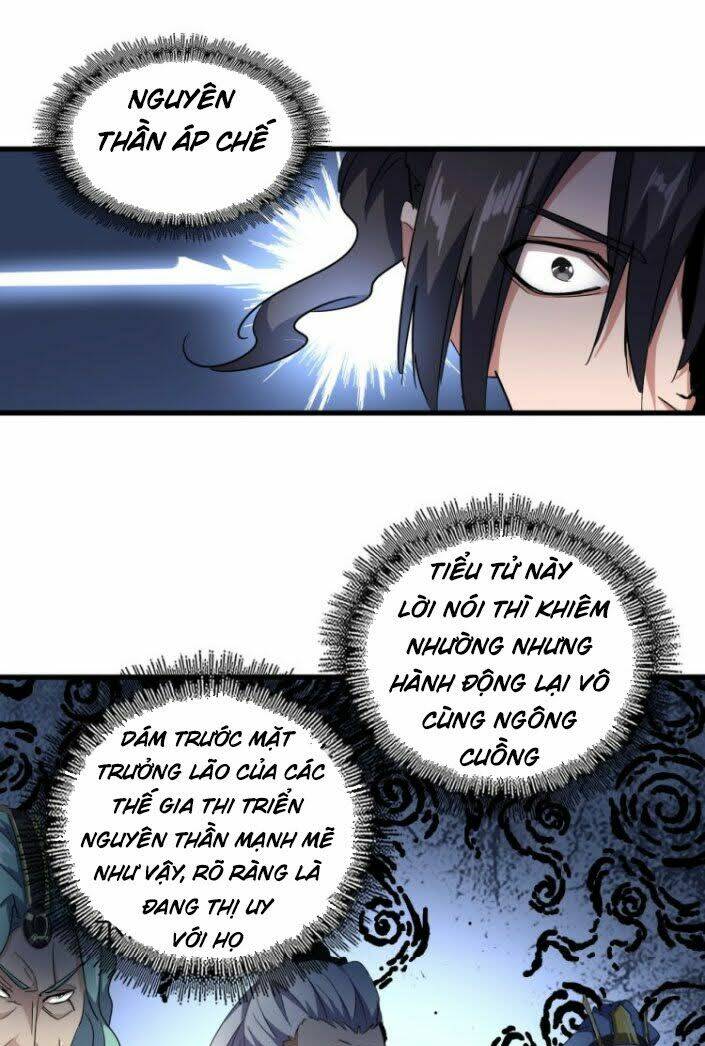 NGUYÊN
THẦN ÁP CHẾ
TIỂU TỬ NÀY
LỜI NÓI THÌ KHIÊM
NHƯỜNG NHƯNG
HÀNH ĐỘNG LẠI VÔ
CÙNG NGÔNG
CUỒNG
DÁM TRƯỚC MẶT
TRƯỞNG LÃO CỦA CÁC
THẾ GIA THI TRIỂN
NGUYÊN THẦN MẠNH MẼ
NHƯ VẬY, RÕ RÀNG LÀ
ĐANG THỊ UY
VỚI HỌ